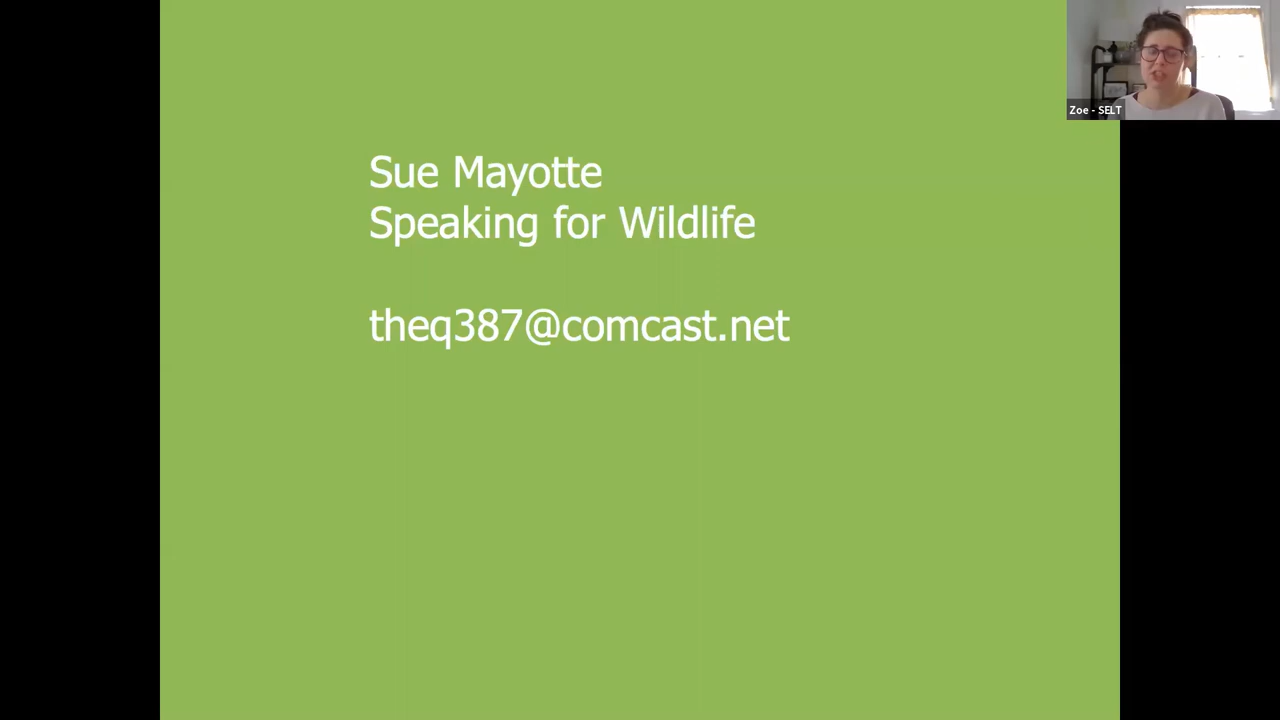 Sue Mayotte
Speaking for Wildlife
theq387@comcast.net
Zoe - SELT